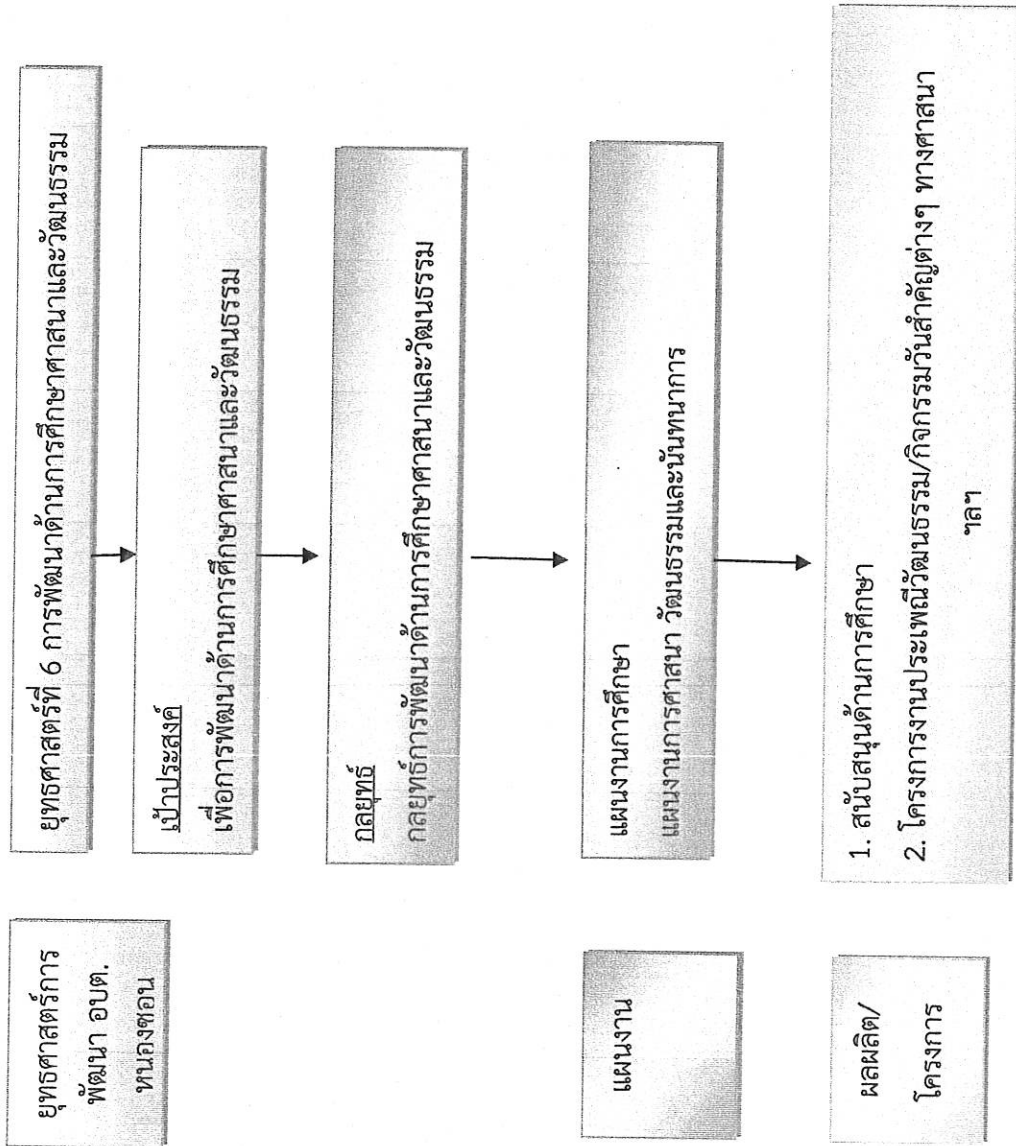 ยุทธศาสตร์การ
พัฒนา อบต.
หนองซอน
ยุทธศาสตร์ที่ 6 การพัฒนาด้านการศึกษาศาสนาและวัฒนธรรม
เป้าประสงค์
เพื่อการพัฒนาด้านการศึกษาศาสนาและวัฒนธรรม
กลยุทธ์
กลยุทธ์การพัฒนาด้านการศึกษาศาสนาและวัฒนธรรม
แผนงาน
แผนงานการศึกษา
แผนงานการศาสนา วัฒนธรรมและนันทนาการ
ผลผลิต/
โครงการ
1. สนับสนุนด้านการศึกษา
2. โครงการงานประเพณีวัฒนธรรม/กิจกรรมวันสำคัญต่างๆ ทางศาสนา
ฯลฯ